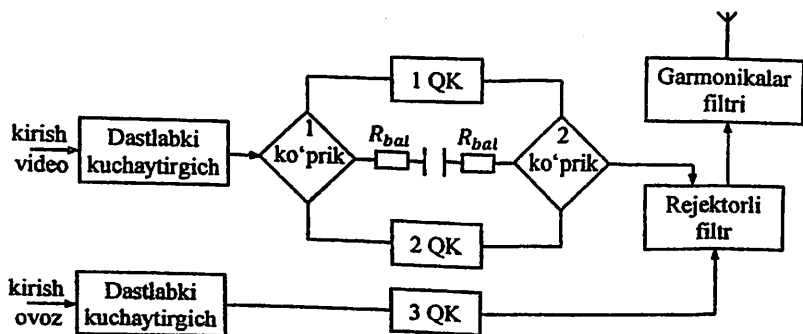 1 QK
Garmonikalar
filtri
kirish
video
Dastlabki
kuchaytirgich
1
ko‘prik
R_bal
R_bal
2
ko‘prik
Rejektorli
filtr
2 QK
kirish
ovoz
Dastlabki
kuchaytirgich
3 QK